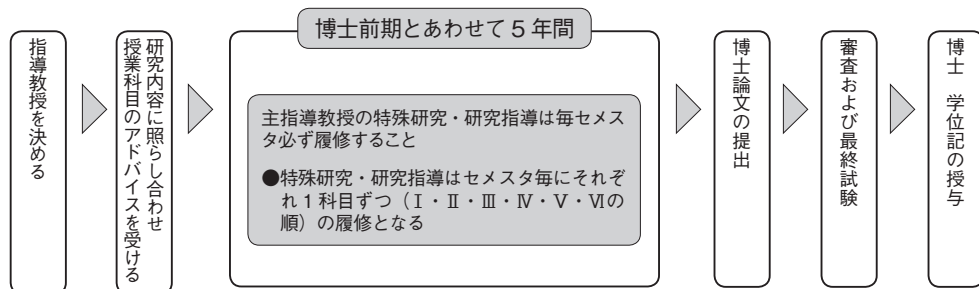 指導教授を決める
研究内容に照らし合わせ
授業科目のアドバイスを受ける
博士前期とあわせて5年間
主指導教授の特殊研究・研究指導は毎セメス
タ必ず履修すること
●特殊研究・研究指導はセメスタ毎にそれぞ
れ1科目ずつ（Ⅰ・Ⅱ・Ⅲ・Ⅳ・Ⅴ・Ⅵの
順）の履修となる
博士論文の提出
審査および最終試験
博士 学位記の授与